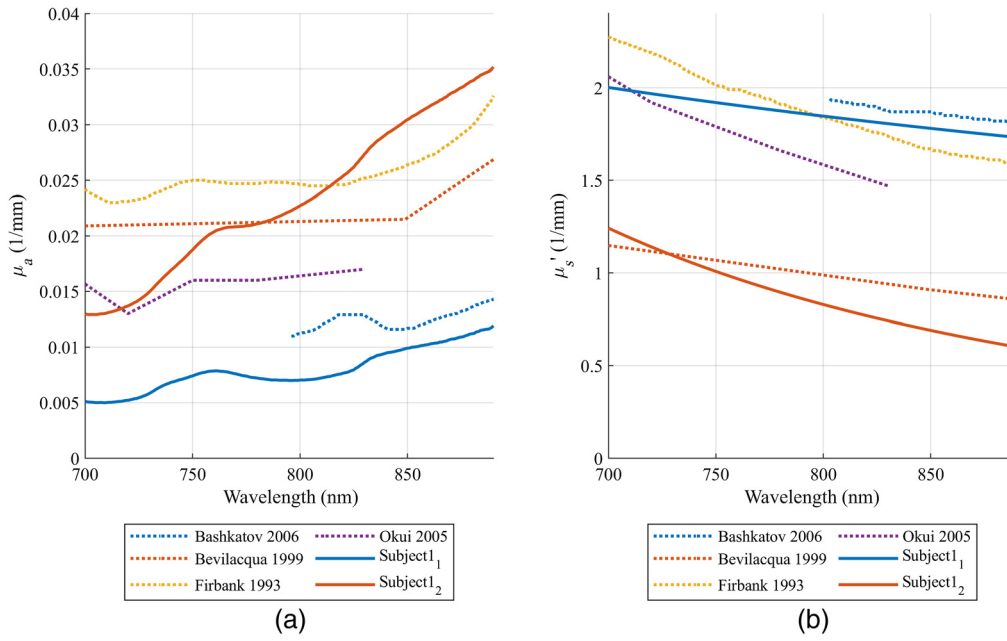 0.04
0.035
0.03
0.025
0.02
0.015
0.01
0.005
0
μa (1/mm)
700 750 800 850
Wavelength (nm)
Bashkatov 2006
Bevilacqua 1999
Firbank 1993
Okui 2005
Subject1₁
Subject1₂
(a)
2
1.5
1
0.5
0
μs' (1/mm)
700 750 800 850
Wavelength (nm)
Bashkatov 2006
Bevilacqua 1999
Firbank 1993
Okui 2005
Subject1₁
Subject1₂
(b)